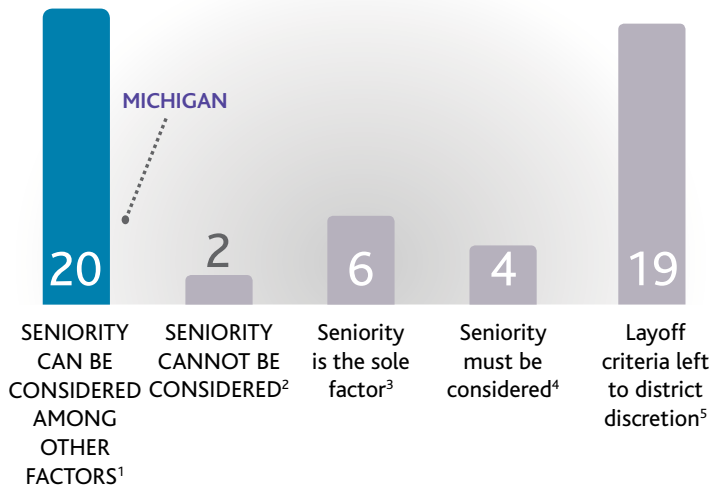 MICHIGAN
20
2
6
4
19
SENIORITY
CAN BE
CONSIDERED
AMONG
OTHER
FACTORS1
SENIORITY
CANNOT BE
CONSIDERED2
Seniority
is the sole
factor3
Seniority
must be
considered4
Layoff
criteria left
to district
discretion5